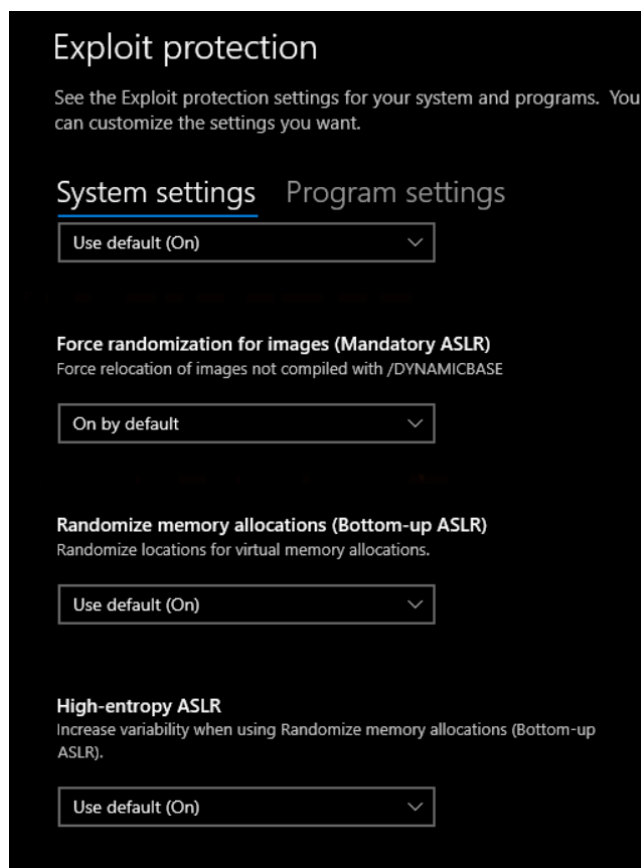 Exploit protection
See the Exploit protection settings for your system and programs.  You
can customize the settings you want.
System settings
Program settings
Use default (On)
Force randomization for images (Mandatory ASLR)
Force relocation of images not compiled with /DYNAMICBASE
On by default
Randomize memory allocations (Bottom-up ASLR)
Randomize locations for virtual memory allocations.
Use default (On)
High-entropy ASLR
Increase variability when using Randomize memory allocations (Bottom-up
ASLR).
Use default (On)